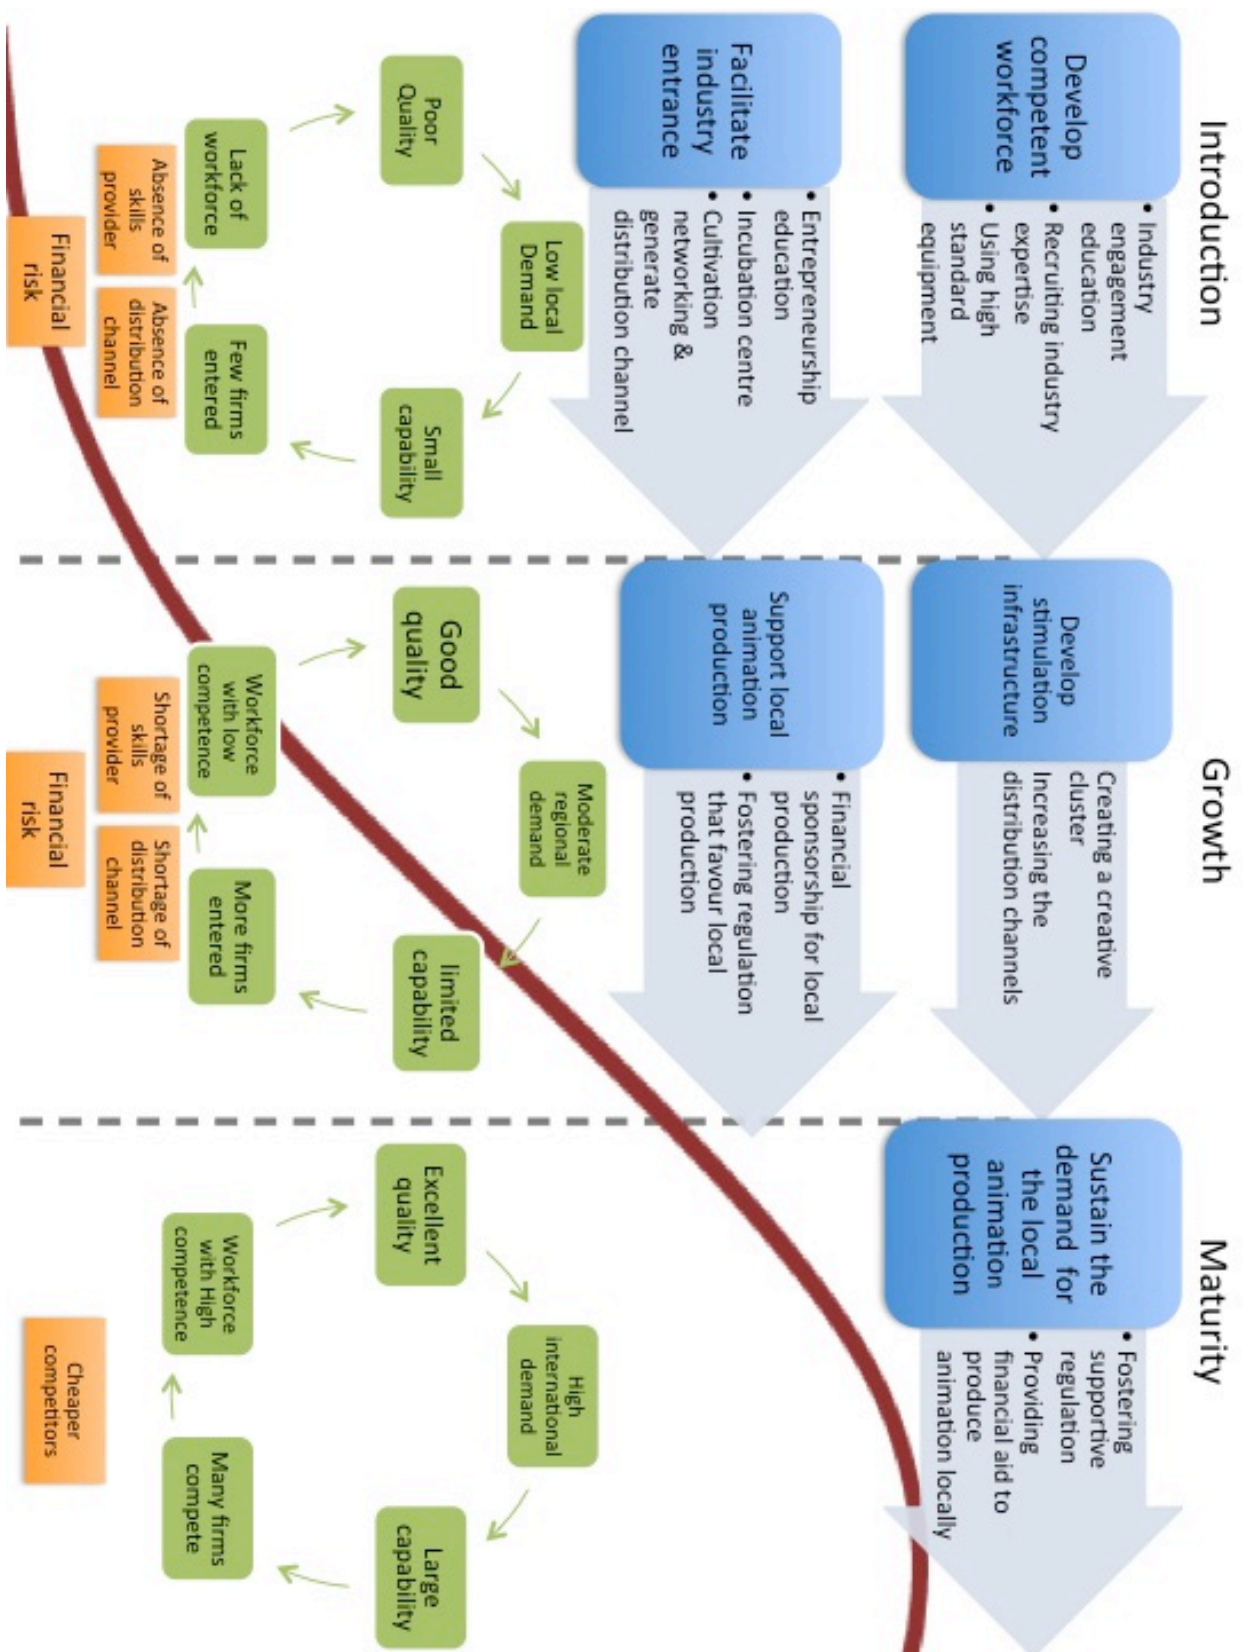 Introduction
Growth
Maturity
Develop
competent
workforce
• Industry
engagement
education
• Recruiting industry
expertise
• Using high
standard
equipment
Develop
stimulation
infrastructure
Creating a creative
cluster
Increasing the
distribution channels
Sustain the
demand for
the local
animation
production
• Fostering
supportive
regulation
• Providing
financial aid to
produce
animation locally
Facilitate
industry
entrance
• Entrepreneurship
education
• Incubation centre
• Cultivation
networking &
generate
distribution channel
Support local
animation
production
• Financial
sponsorship for local
production
• Fostering regulation
that favour local
production
Low local
Demand
Poor
Quality
Small
capability
Lack of
workforce
Few firms
entered
Absence of
skills
provider
Absence of
distribution
channel
Financial
risk
Moderate
regional
demand
Good
quality
limited
capability
Workforce
with low
competence
More firms
entered
Shortage of
skills
provider
Shortage of
distribution
channel
Financial
risk
High
international
demand
Excellent
quality
Large
capability
Workforce
with High
competence
Many firms
compete
Cheaper
competitors